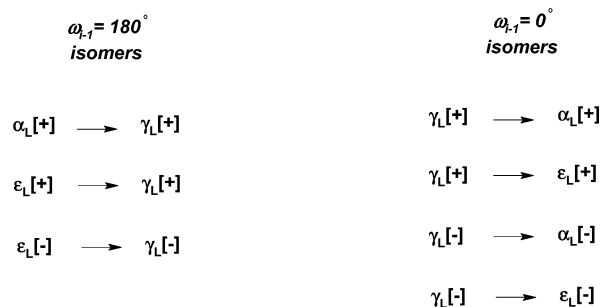 ω_{i-1} = 180°
isomers
α_L[+] → γ_L[+]
ε_L[+] → γ_L[+]
ε_L[-] → γ_L[-]
ω_{i-1} = 0°
isomers
γ_L[+] → α_L[+]
γ_L[+] → ε_L[+]
γ_L[-] → α_L[-]
γ_L[-] → ε_L[-]